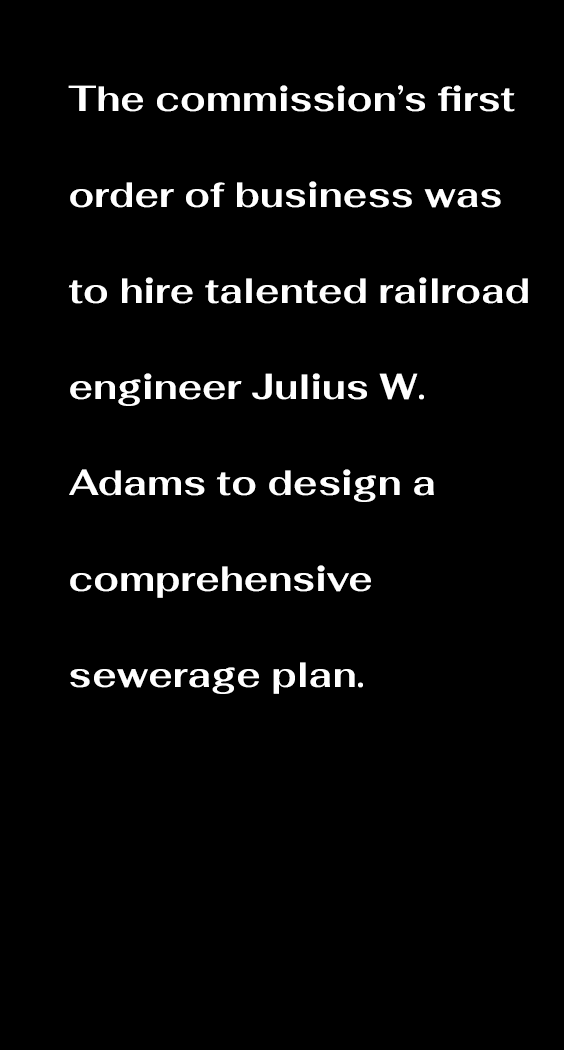 The commission’s first
order of business was
to hire talented railroad
engineer Julius W.
Adams to design a
comprehensive
sewerage plan.